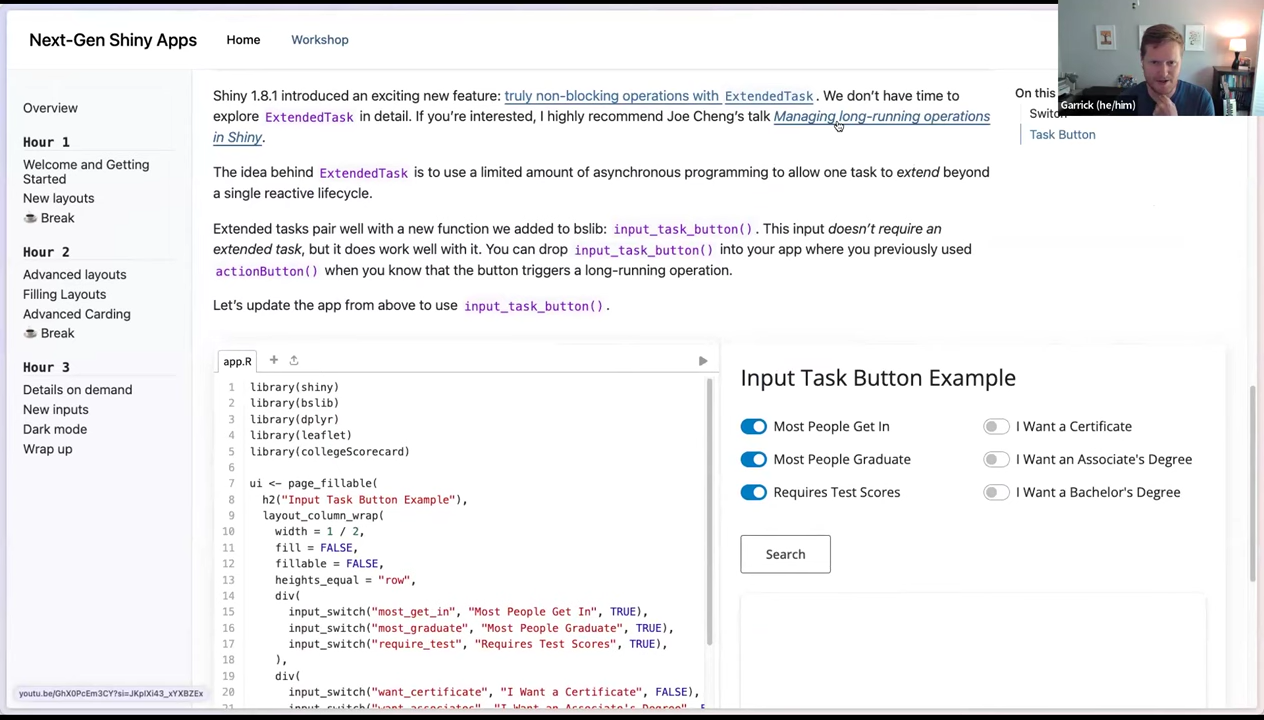 Next-Gen Shiny Apps
Home
Workshop
Garrick (he/him)
Overview
Hour 1
Welcome and Getting
Started
New layouts
☕ Break
Hour 2
Advanced layouts
Filling Layouts
Advanced Carding
☕ Break
Hour 3
Details on demand
New inputs
Dark mode
Wrap up
Shiny 1.8.1 introduced an exciting new feature: truly non-blocking operations with ExtendedTask. We don't have time to
explore ExtendedTask in detail. If you're interested, I highly recommend Joe Cheng's talk Managing long-running operations
in Shiny.
The idea behind ExtendedTask is to use a limited amount of asynchronous programming to allow one task to extend beyond
a single reactive lifecycle.
Extended tasks pair well with a new function we added to bslib: input_task_button(). This input doesn't require an
extended task, but it does work well with it. You can drop input_task_button() into your app where you previously used
actionButton() when you know that the button triggers a long-running operation.
Let's update the app from above to use input_task_button().
On this
Switch
Task Button
app.R
1 library(shiny)
2 library(bslib)
3 library(dplyr)
4 library(leaflet)
5 library(collegeScorecard)
6
7 ui <- page_fillable(
8 h2("Input Task Button Example"),
9 layout_column_wrap(
10 width = 1 / 2,
11 fill = FALSE,
12 fillable = FALSE,
13 heights_equal = "row",
14 div(
15 input_switch("most_get_in", "Most People Get In", TRUE),
16 input_switch("most_graduate", "Most People Graduate", TRUE),
17 input_switch("require_test", "Requires Test Scores", TRUE),
18 ),
19 div(
20 input_switch("want_certificate", "I Want a Certificate", FALSE),
21 input_switch("want_associates", "I Want an Associate's Degree",
Input Task Button Example
Most People Get In
I Want a Certificate
Most People Graduate
I Want an Associate's Degree
Requires Test Scores
I Want a Bachelor's Degree
Search
youtu.be/GhX0PcEm3CY?si=JKpIXi43_xYXBZEx